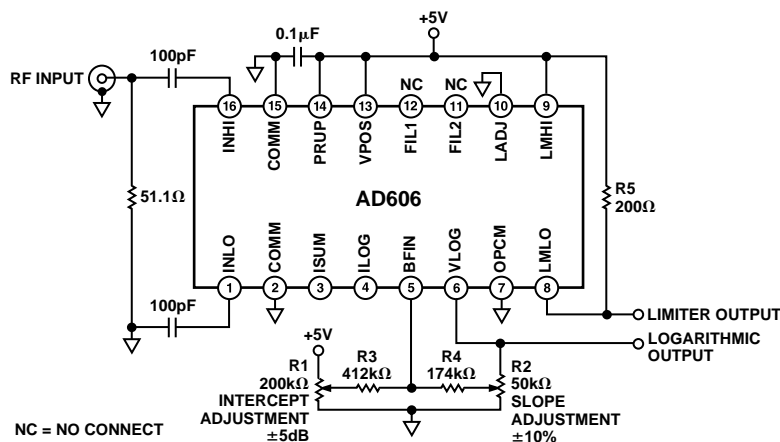 +5V
0.1μF
100pF
RF INPUT
NC
NC
16
15
14
13
12
11
10
9
INHI
COMM
PRUP
VPOS
FIL1
FIL2
LADJ
LMHI
51.1Ω
AD606
R5
200Ω
INLO
COMM
ISUM
ILOG
BFIN
VLOG
OPCM
LMLO
1
2
3
4
5
6
7
8
100pF
LIMITER OUTPUT
LOGARITHMIC
OUTPUT
+5V
R1
200kΩ
INTERCEPT
ADJUSTMENT
±5dB
R3
412kΩ
R4
174kΩ
R2
50kΩ
SLOPE
ADJUSTMENT
±10%
NC = NO CONNECT